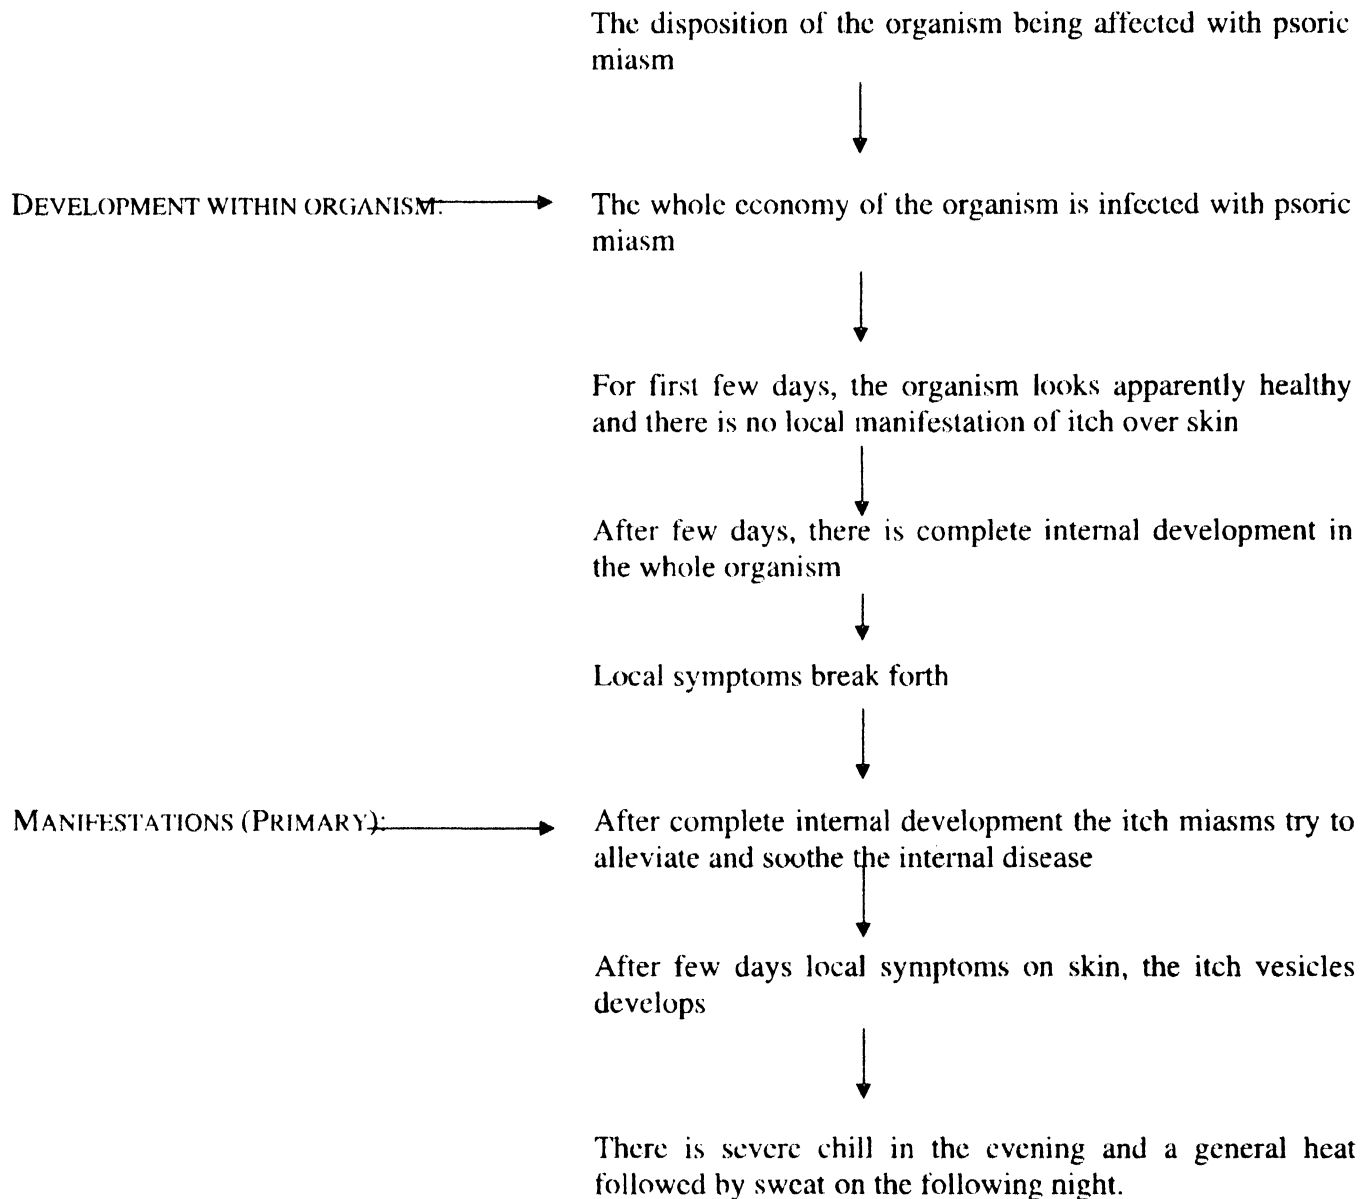 The disposition of the organism being affected with psoric
miasm
DEVELOPMENT WITHIN ORGANISM:
The whole economy of the organism is infected with psoric
miasm
For first few days, the organism looks apparently healthy
and there is no local manifestation of itch over skin
After few days, there is complete internal development in
the whole organism
Local symptoms break forth
MANIFESTATIONS (PRIMARY):
After complete internal development the itch miasms try to
alleviate and soothe the internal disease
After few days local symptoms on skin, the itch vesicles
develops
There is severe chill in the evening and a general heat
followed by sweat on the following night.